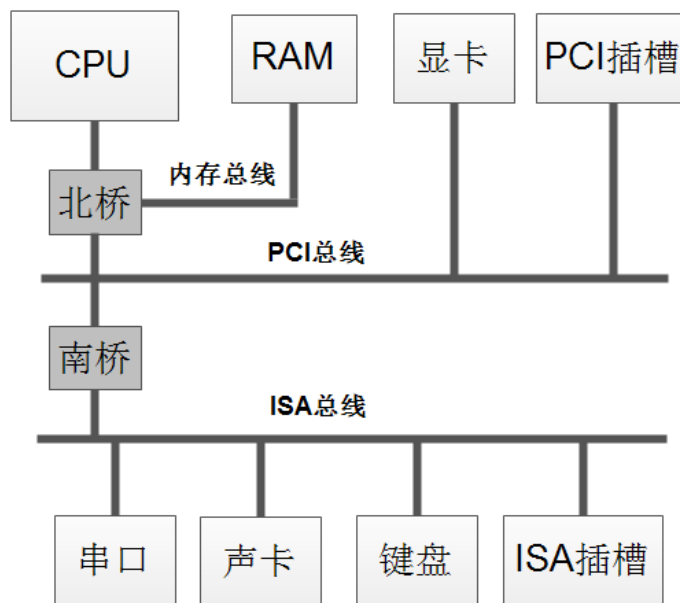 CPU
RAM
显卡
PCI插槽
内存总线
北桥
PCI总线
南桥
ISA总线
串口
声卡
键盘
ISA插槽